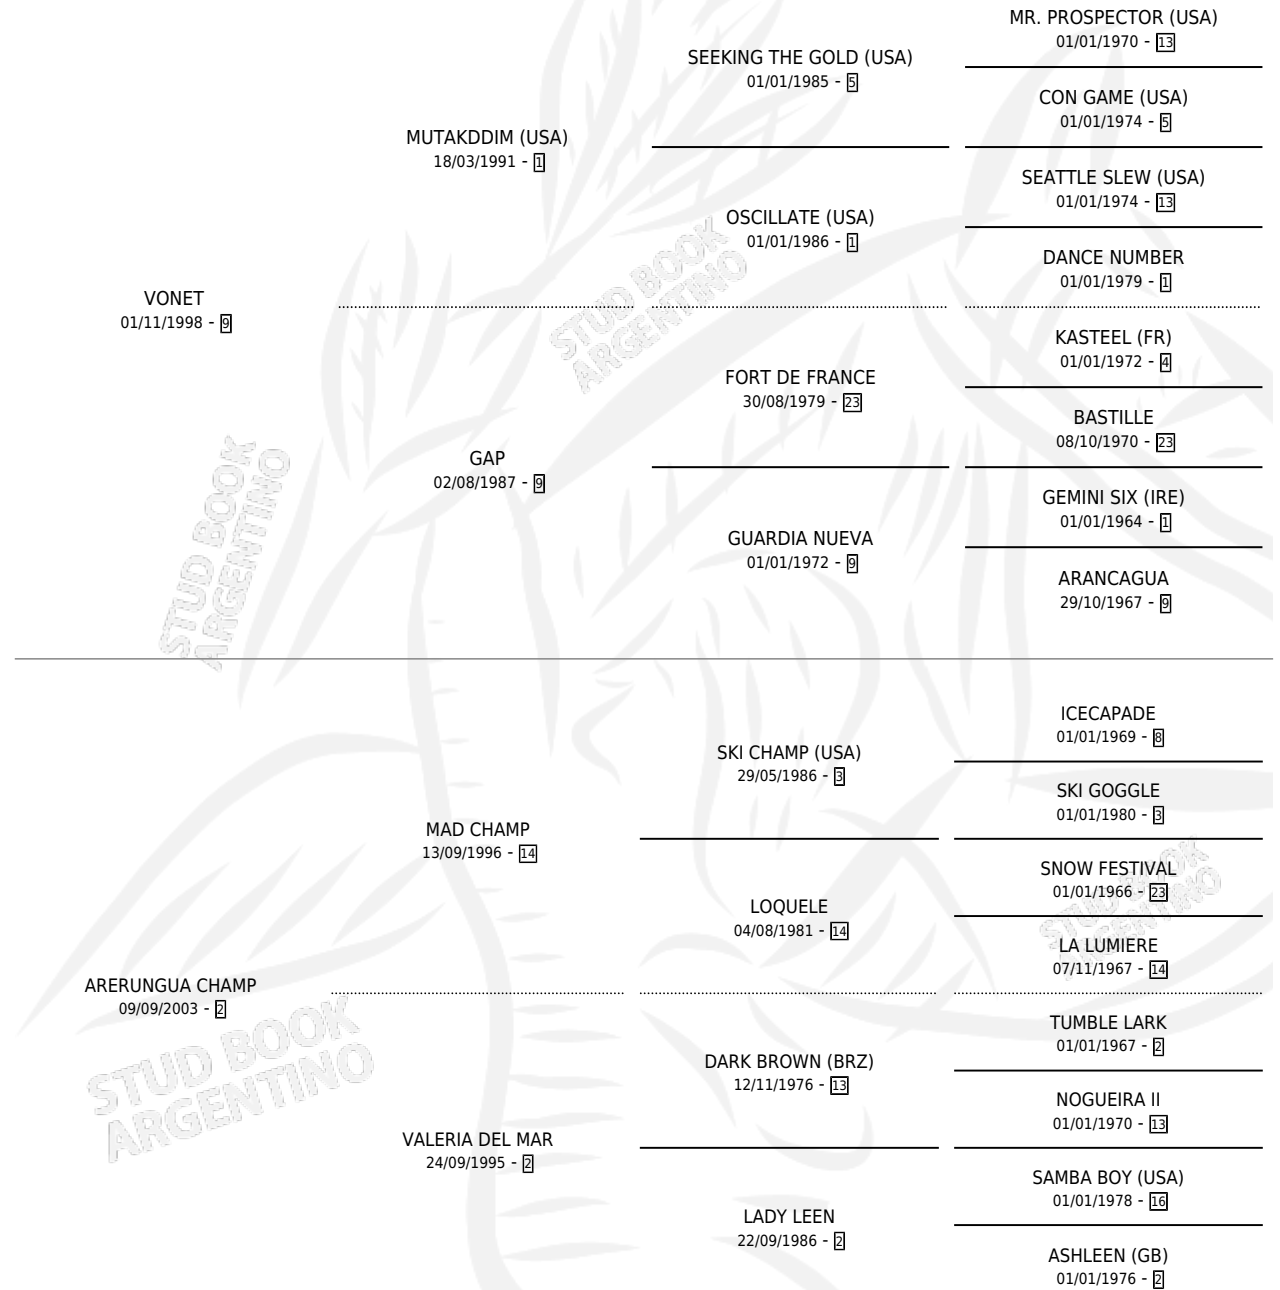 MR. PROSPECTOR (USA)
01/01/1970 - 13
SEEKING THE GOLD (USA)
01/01/1985 - 5
CON GAME (USA)
01/01/1974 - 5
MUTAKDDIM (USA)
18/03/1991 - 1
SEATTLE SLEW (USA)
01/01/1974 - 13
OSCILLATE (USA)
01/01/1986 - 1
DANCE NUMBER
01/01/1979 - 1
VONET
01/11/1998 - 9
KASTEEL (FR)
01/01/1972 - 4
FORT DE FRANCE
30/08/1979 - 23
BASTILLE
08/10/1970 - 23
GAP
02/08/1987 - 9
GEMINI SIX (IRE)
01/01/1964 - 1
GUARDIA NUEVA
01/01/1972 - 9
ARANCAGUA
29/10/1967 - 9
STUD BOOK
ARGENTINO
STUD BOOK
ARGENTINO
ICECAPADE
01/01/1969 - 8
SKI CHAMP (USA)
29/05/1986 - 3
SKI GOGGLE
01/01/1980 - 3
MAD CHAMP
13/09/1996 - 14
SNOW FESTIVAL
01/01/1966 - 23
LOQUELE
04/08/1981 - 14
LA LUMIERE
07/11/1967 - 14
ARERUNGUA CHAMP
09/09/2003 - 2
TUMBLE LARK
01/01/1967 - 2
DARK BROWN (BRZ)
12/11/1976 - 13
NOGUEIRA II
01/01/1970 - 13
VALERIA DEL MAR
24/09/1995 - 2
SAMBA BOY (USA)
01/01/1978 - 16
LADY LEEN
22/09/1986 - 2
ASHLEEN (GB)
01/01/1976 - 2
STUD BOOK
ARGENTINO
STUD BOOK
ARGENTINO